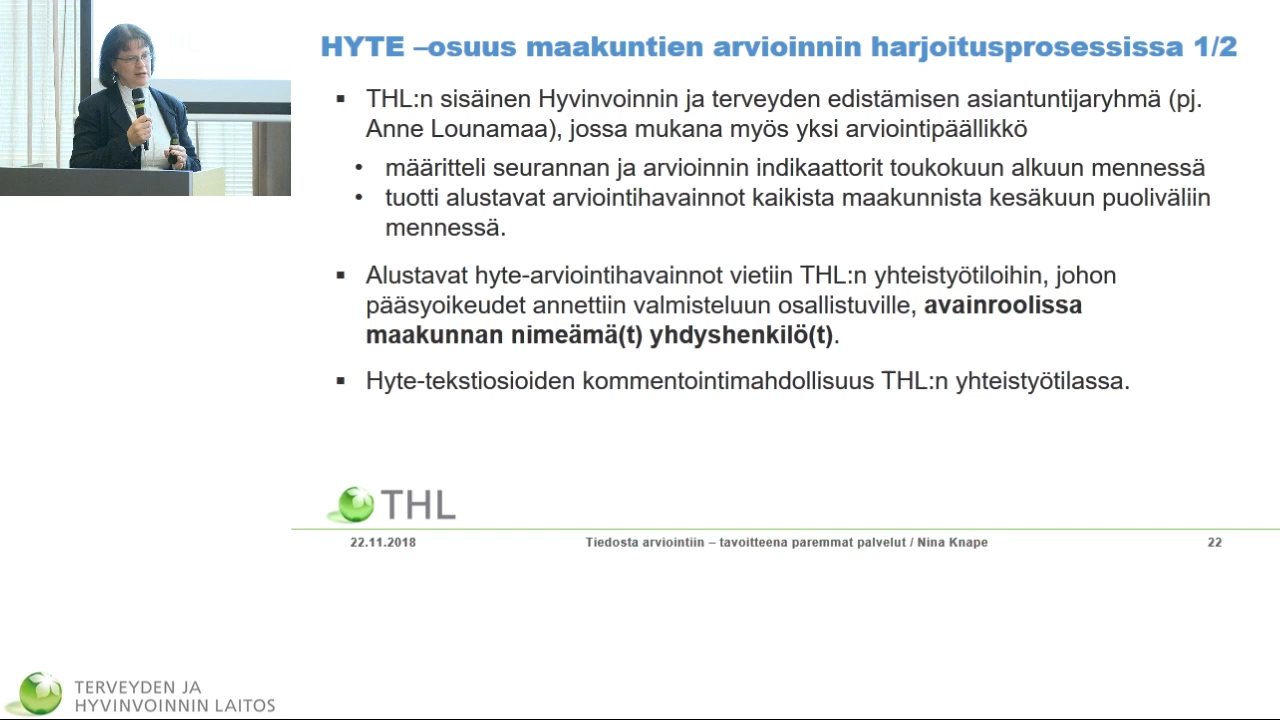 HYTE –osuus maakuntien arvioinnin harjoitusprosessissa 1/2
▪ THL:n sisäinen Hyvinvoinnin ja terveyden edistämisen asiantuntijaryhmä (pj.
Anne Lounamaa), jossa mukana myös yksi arviointipäällikkö
• määritteli seurannan ja arvioinnin indikaattorit toukokuun alkuun mennessä
• tuotti alustavat arviointihavainnot kaikista maakunnista kesäkuun puoliväliin
mennessä.
▪ Alustavat hyte-arviointihavainnot vietiin THL:n yhteistyötiloihin, johon
pääsyoikeudet annettiin valmisteluun osallistuville, avainroolissa
maakunnan nimeämä(t) yhdyshenkilö(t).
▪ Hyte-tekstiosioiden kommentointimahdollisuus THL:n yhteistyötilassa.
THL
22.11.2018 Tiedosta arviointiin – tavoitteena paremmat palvelut / Nina Knape 22
TERVEYDEN JA
HYVINVOINNIN LAITOS